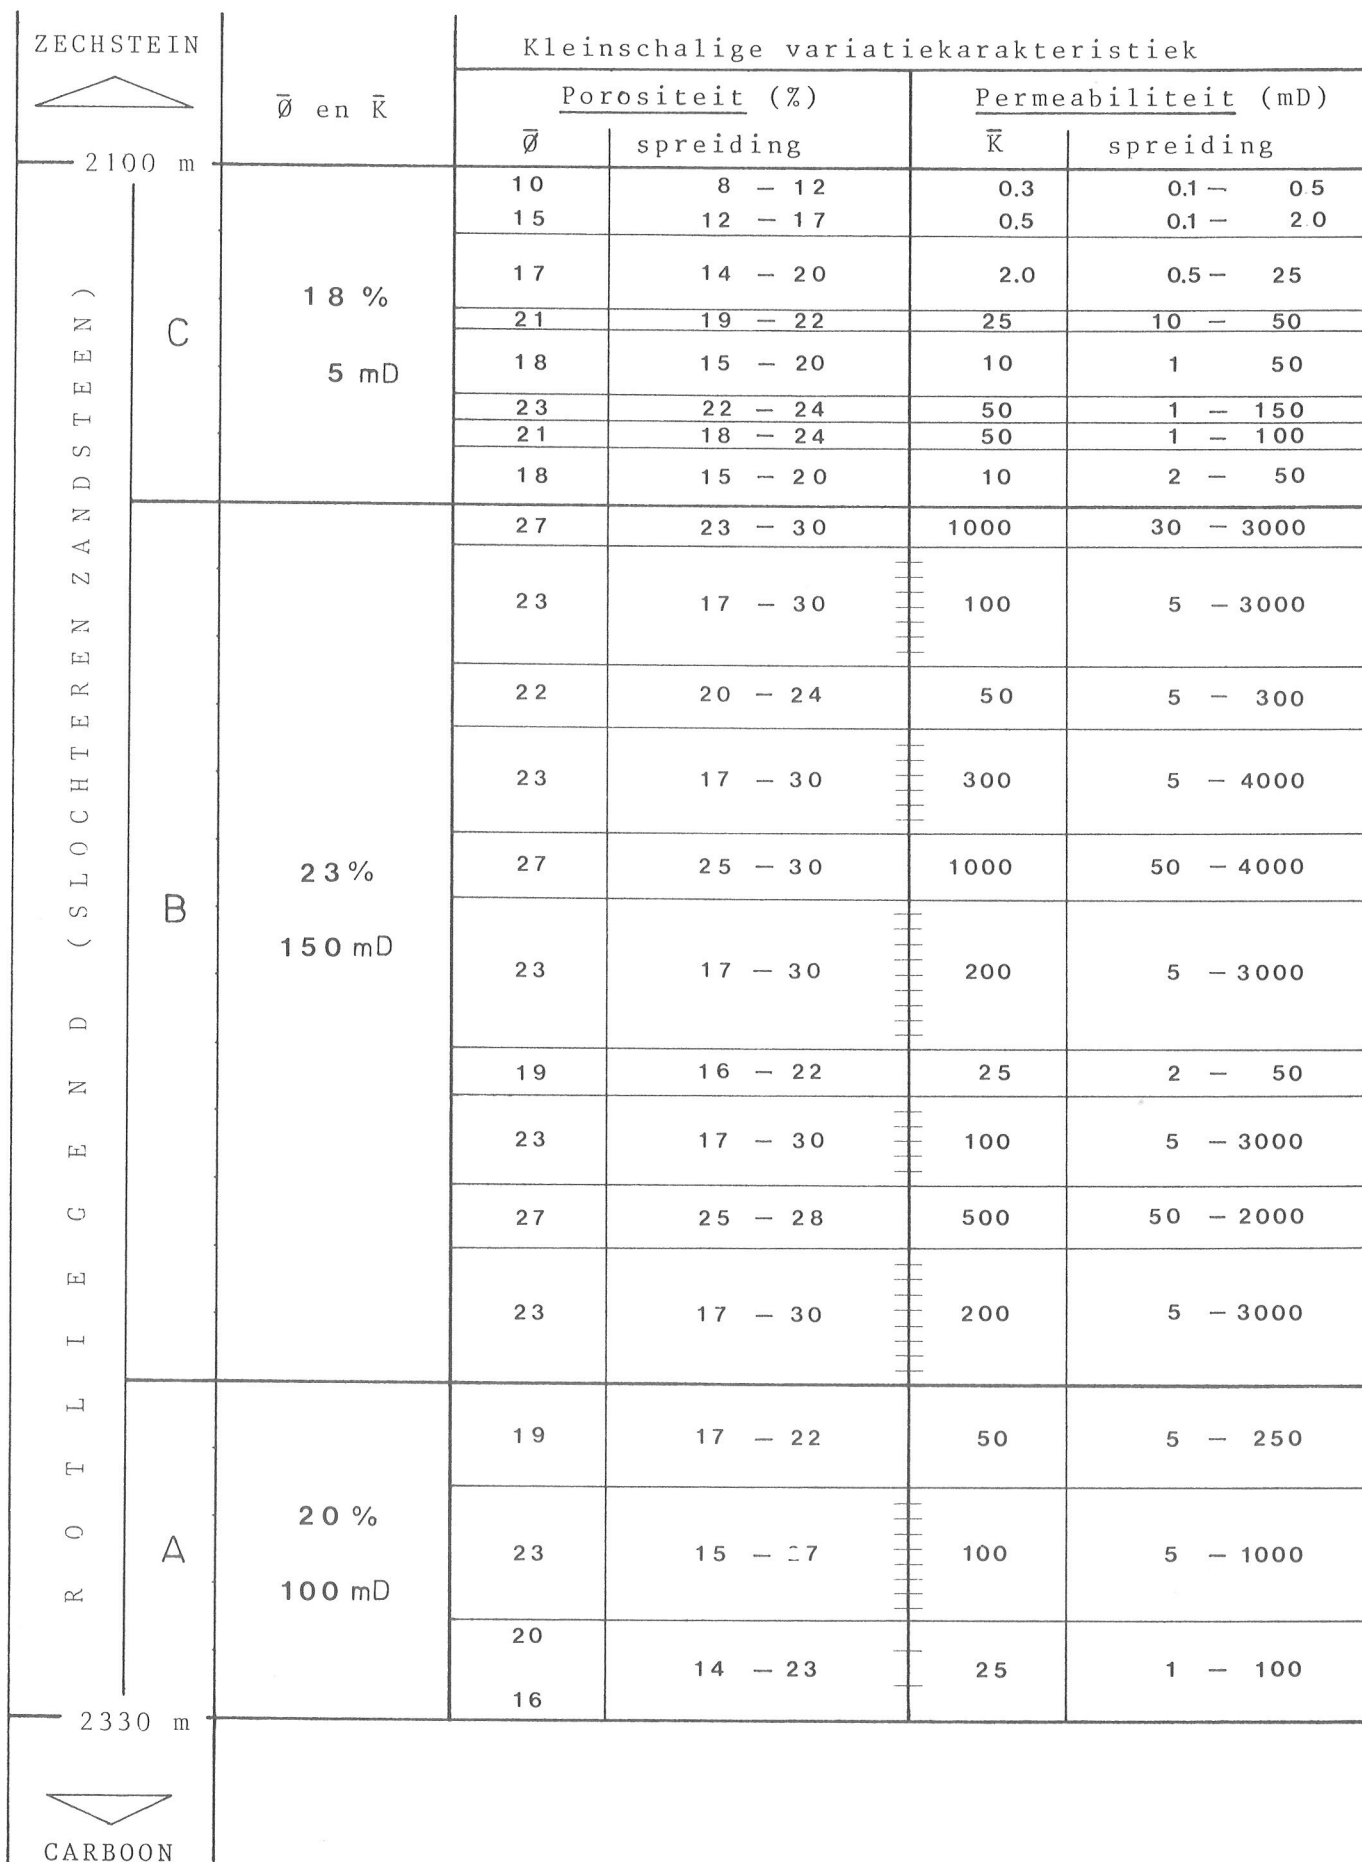 ZECHSTEIN
Kleinschalige variatiekarakteristiek
Porositeit (%) Permeabiliteit (mD)
Ø̅ en K̅
Ø̅ spreiding K̅ spreiding
2100 m
10 8 — 12 0.3 0.1 — 0.5
15 12 — 17 0.5 0.1 — 2.0
17 14 — 20 2.0 0.5 — 25
18 %
21 19 — 22 25 10 — 50
C
18 15 — 20 10 1 50
5 mD
23 22 — 24 50 1 — 150
21 18 — 24 50 1 — 100
18 15 — 20 10 2 — 50
27 23 — 30 1000 30 — 3000
23 17 — 30 100 5 — 3000
22 20 — 24 50 5 — 300
23 17 — 30 300 5 — 4000
27 25 — 30 1000 50 — 4000
23 %
B
150 mD
23 17 — 30 200 5 — 3000
19 16 — 22 25 2 — 50
23 17 — 30 100 5 — 3000
27 25 — 28 500 50 — 2000
23 17 — 30 200 5 — 3000
19 17 — 22 50 5 — 250
20 %
A
23 15 — 100 5 — 1000
100 mD
20
14 — 23 25 1 — 100
16
ROTLIEGEND (SLOCHTEREN ZANDSTEEN)
2330 m
CARBOON